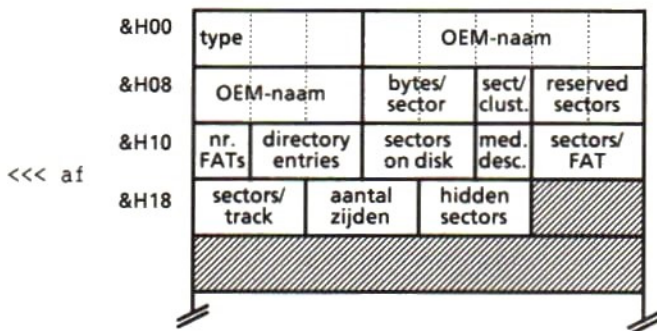 &H00 type OEM-naam
&H08 OEM-naam bytes/ sector sect/ clust. reserved sectors
&H10 nr. FATs directory entries sectors on disk med. desc. sectors/ FAT
<<< af
&H18 sectors/ track aantal zijden hidden sectors